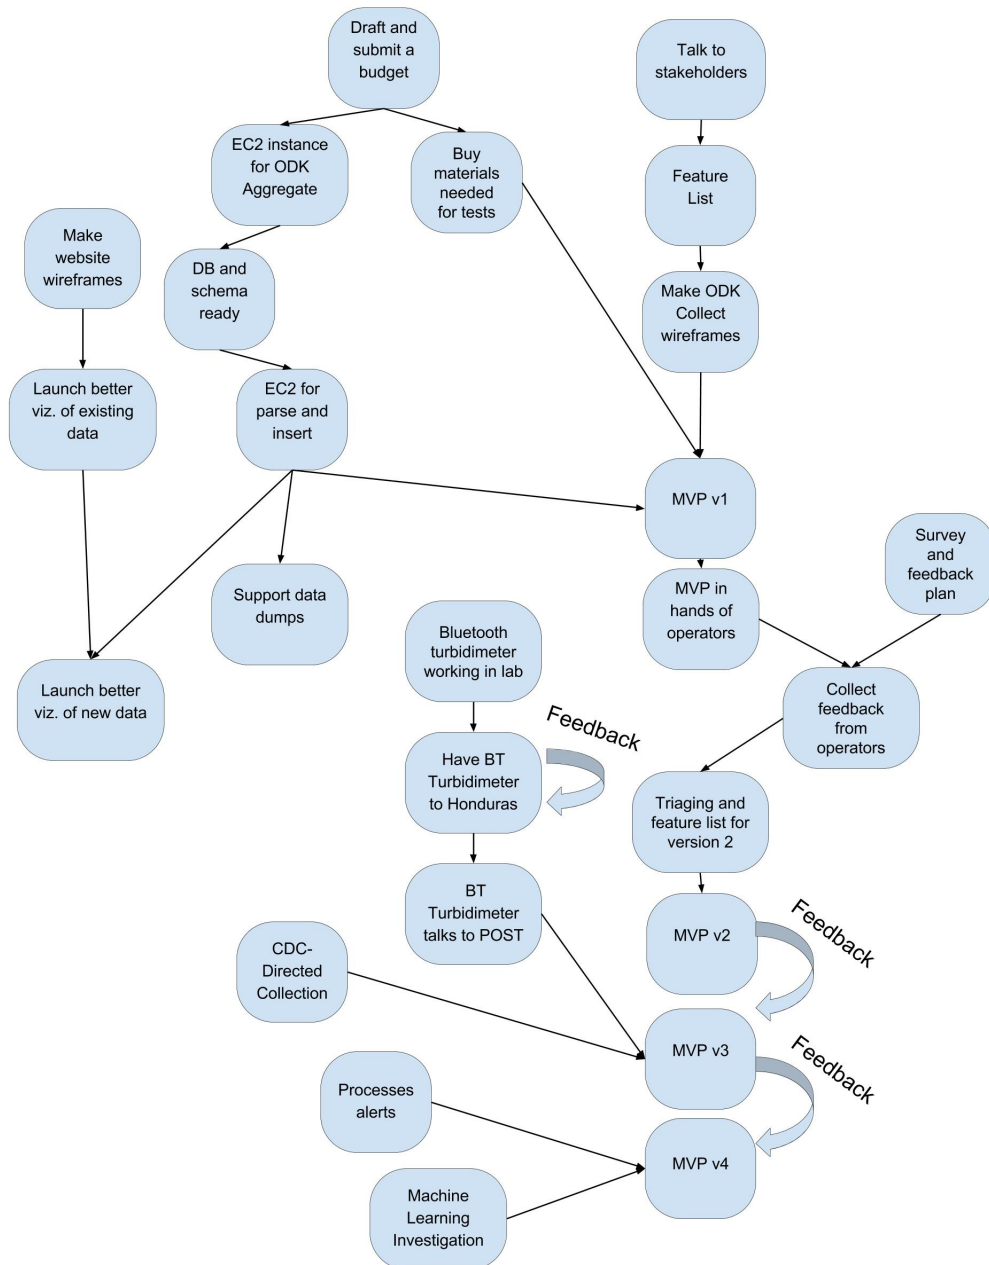 Draft and
submit a
budget
Talk to
stakeholders
EC2 instance
for ODK
Aggregate
Buy
materials
needed
for tests
Feature
List
Make
website
wireframes
DB and
schema
ready
Make ODK
Collect
wireframes
Launch better
viz. of existing
data
EC2 for
parse and
insert
MVP v1
Survey
and
feedback
plan
Support data
dumps
MVP in
hands of
operators
Bluetooth
turbidimeter
working in lab
Launch better
viz. of new data
Collect
feedback
from
operators
Feedback
Have BT
Turbidimeter
to Honduras
Triaging and
feature list for
version 2
BT
Turbidimeter
talks to POST
MVP v2
Feedback
CDC-
Directed
Collection
MVP v3
Feedback
Processes
alerts
MVP v4
Machine
Learning
Investigation